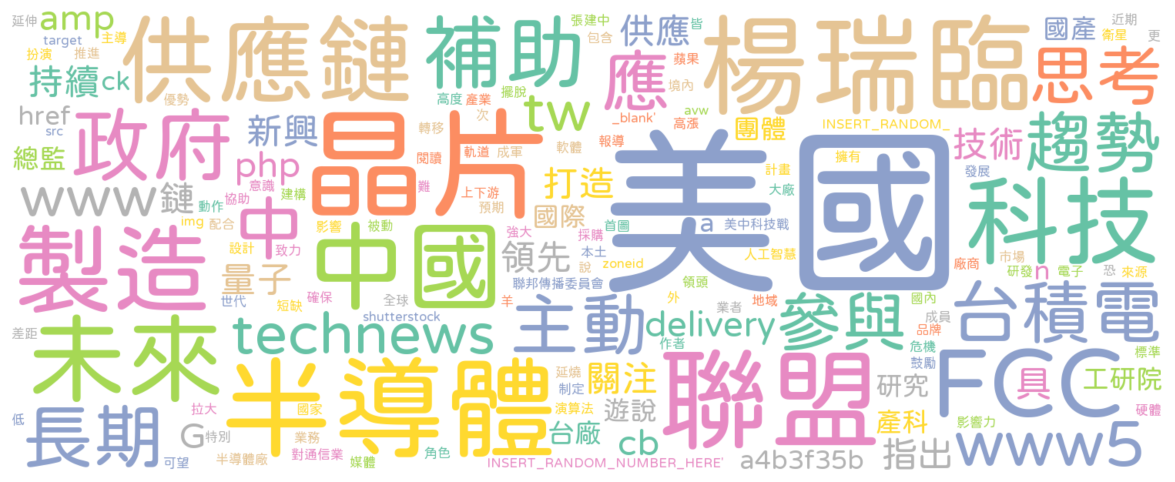 延伸 amp 供應鏈 補助 供應 張建中 皆 楊瑞臨 國產 近期 衛星 更
target 主導 扮演 推進 包含 蘋果 思考
持續 ck 優勢 高度 產業 擺脫 應 境內
href 政府 新興 轉移 次 tw _blank' avw 高漲 團體 INSERT_RANDOM_ 技術 趨勢
src 晶片 閱讀 軌道 成軍 軟體 報導 美國 擁有
總監 php 計畫 發展
www 鏈 動作 協助 意識 建構 難 上下游 預期 打造 大廠 科技
img 配合 中 影響 被動 國際 首圖 a 美中科技戰
製造 設計 致力 中國 強大 採購 本土 人工智慧 廠商 市場
量子 領先 說 zoneid 研發 n 電子 恐 來源
世代 短缺 確保 全球 聯邦傳播委員會 領頭 羊 外 業者 地域 國內 台積電
差距 未來 technews shutterstock 主動 delivery 作者 參與 成員 品牌 危機 鼓勵 標準
半導體 延燒 制定 關注 聯盟 研究 FCC 具 工研院
低 長期 拉大 國家 演算法 遊說 產科 影響力 硬體
可望 G 特別 業務 對通信業 角色 台廠 cb www5
半導體廠 媒體 INSERT_RANDOM_NUMBER_HERE' a4b3f35b 指出